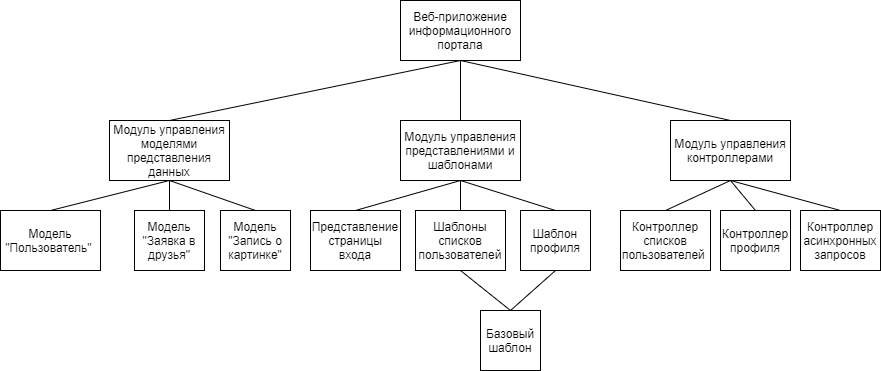 Веб-приложение
информационного
портала
Модуль управления
моделями
представления
данных
Модуль управления
представлениями и
шаблонами
Модуль управления
контроллерами
Модель
"Пользователь"
Модель
"Заявка в
друзья"
Модель
"Запись о
картинке"
Представление
страницы
входа
Шаблоны
списков
пользователей
Шаблон
профиля
Контроллер
списков
пользователей
Контроллер
профиля
Контроллер
асинхронных
запросов
Базовый
шаблон